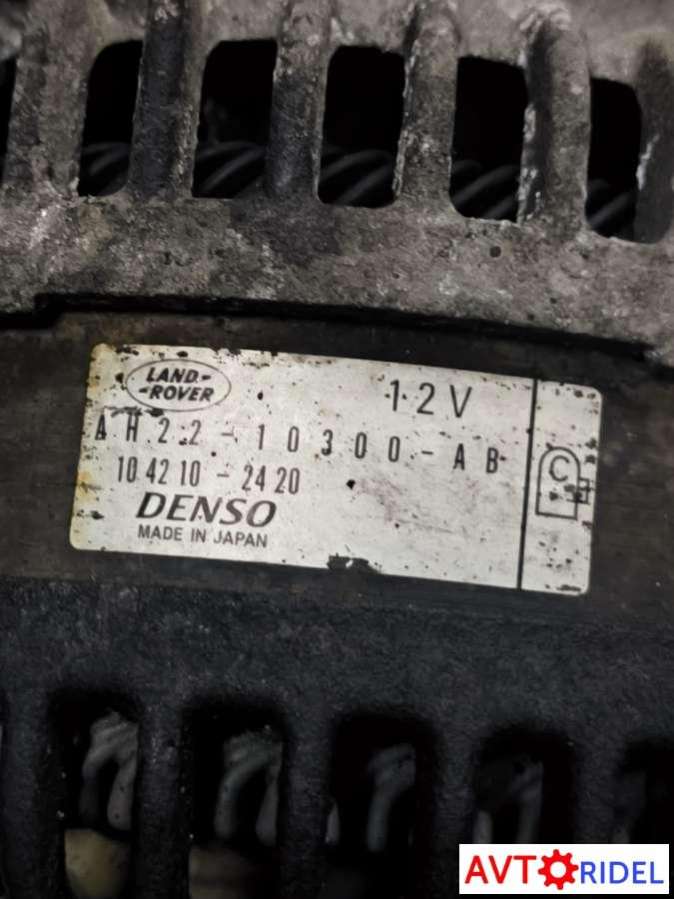 LAND-
-ROVER
12V
AH22-10300-AB
104210-2420
DENSO
MADE IN JAPAN
C
AVTORIDEL